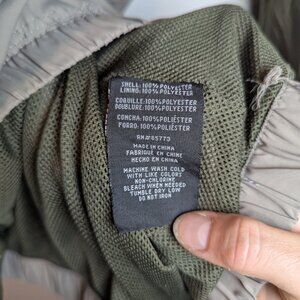 SHELL:100%POLYESTER
LINING:100%POLYESTER
COQUILLE:100%POLYESTER
DOUBLURE:100%POLYESTER
CONCHA:100%POLIÉSTER
FORRO:100%POLIÉSTER
RN#85773
MADE IN CHINA
FABRIQUÉ EN CHINE
HECHO EN CHINA
MACHINE WASH COLD
WITH LIKE COLORS
NON-CHLORINE
BLEACH WHEN NEEDED
TUMBLE DRY LOW
DO NOT IRON